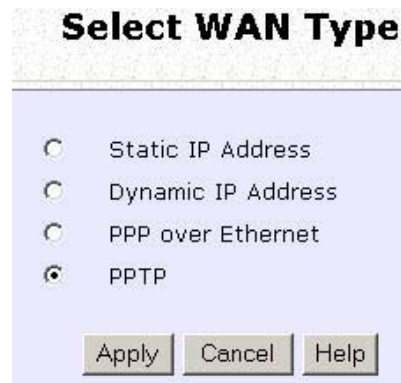 Select WAN Type
Static IP Address
Dynamic IP Address
PPP over Ethernet
PPTP
Apply Cancel Help